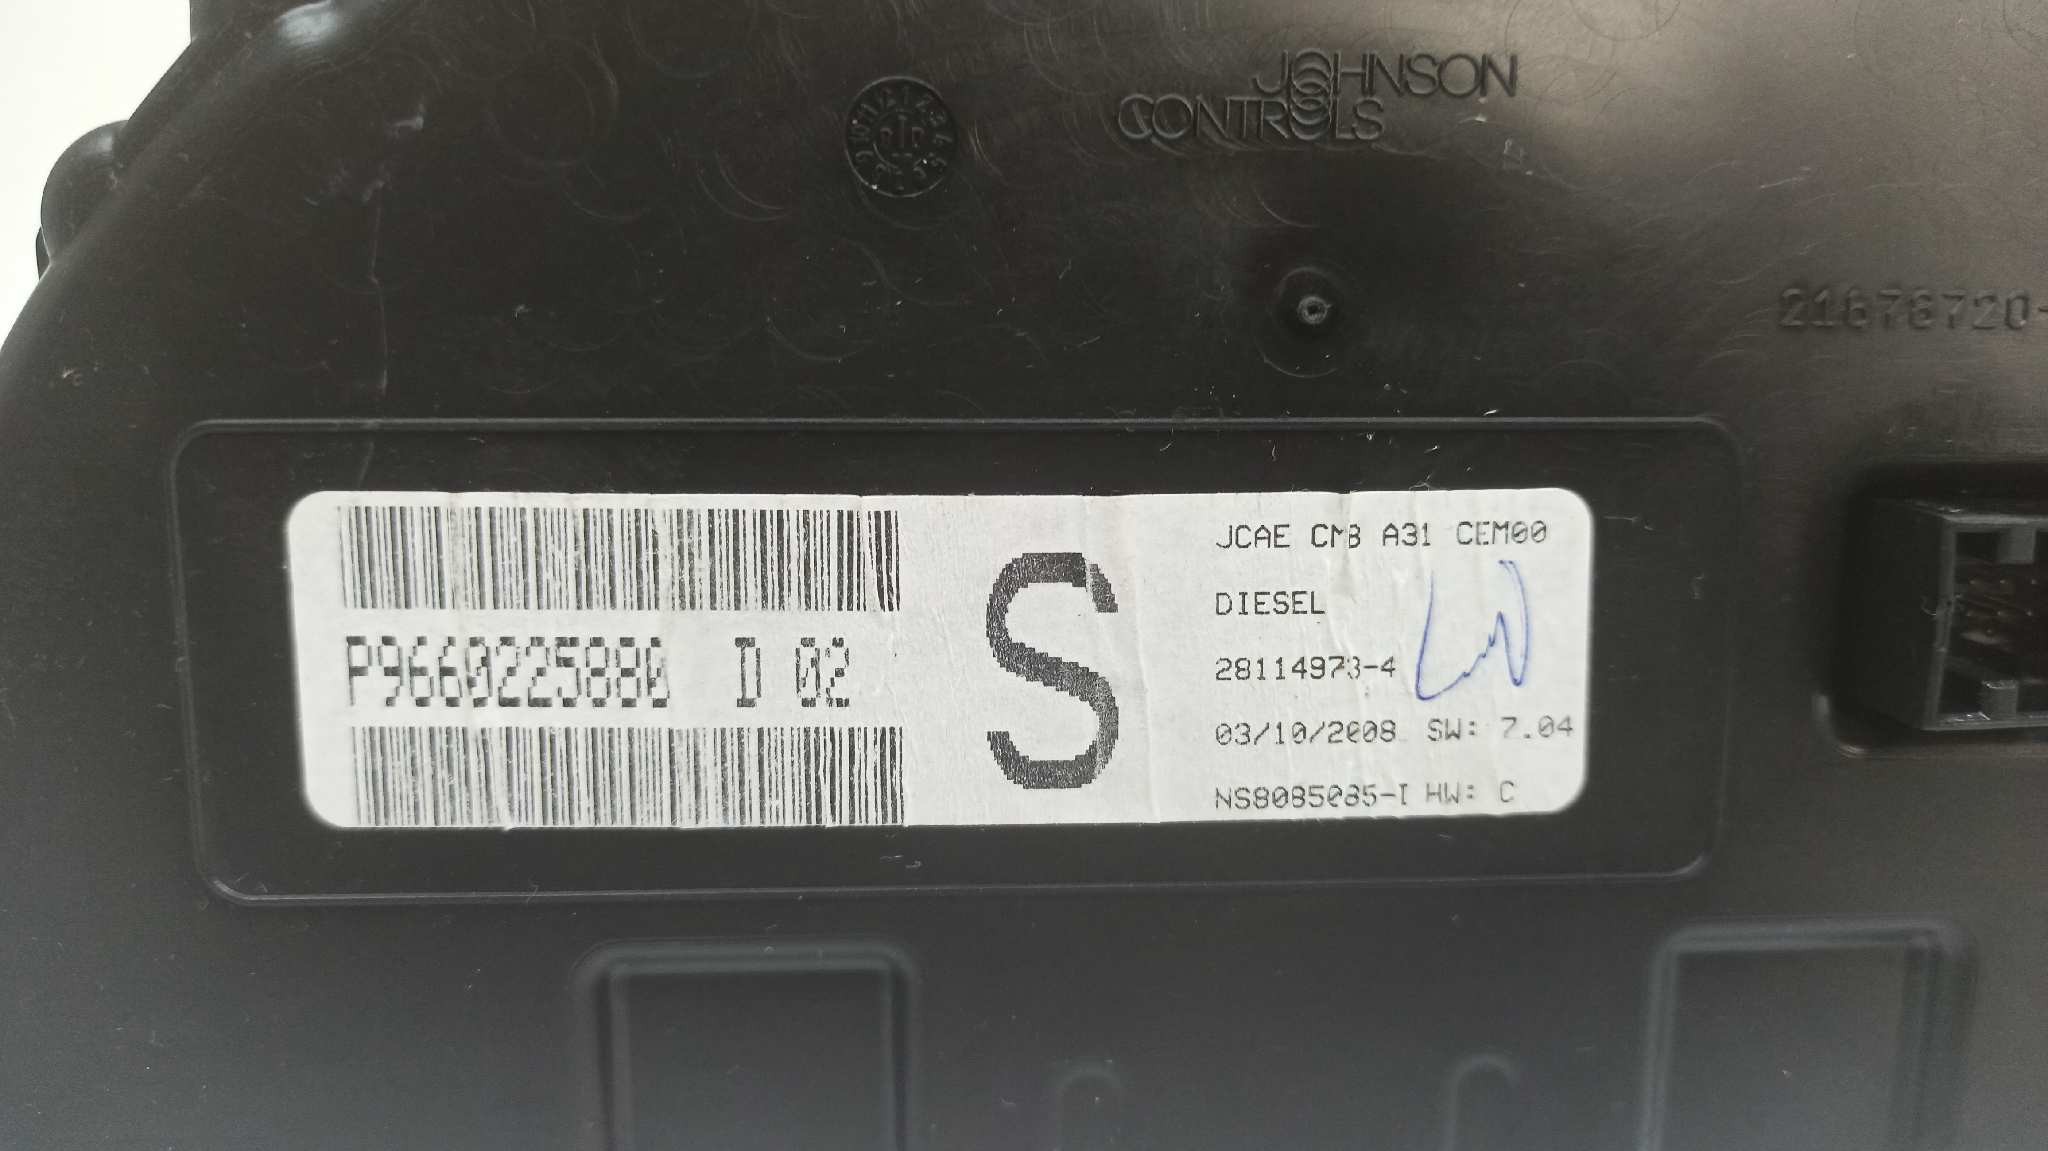 JOHNSON
CONTROLS
21676720-
P9660225880 D 02
S
JCAE CMB A31 CEM00
DIESEL
28114973-4
03/10/2008 SW: 7.04
NS8085085-I HW: C